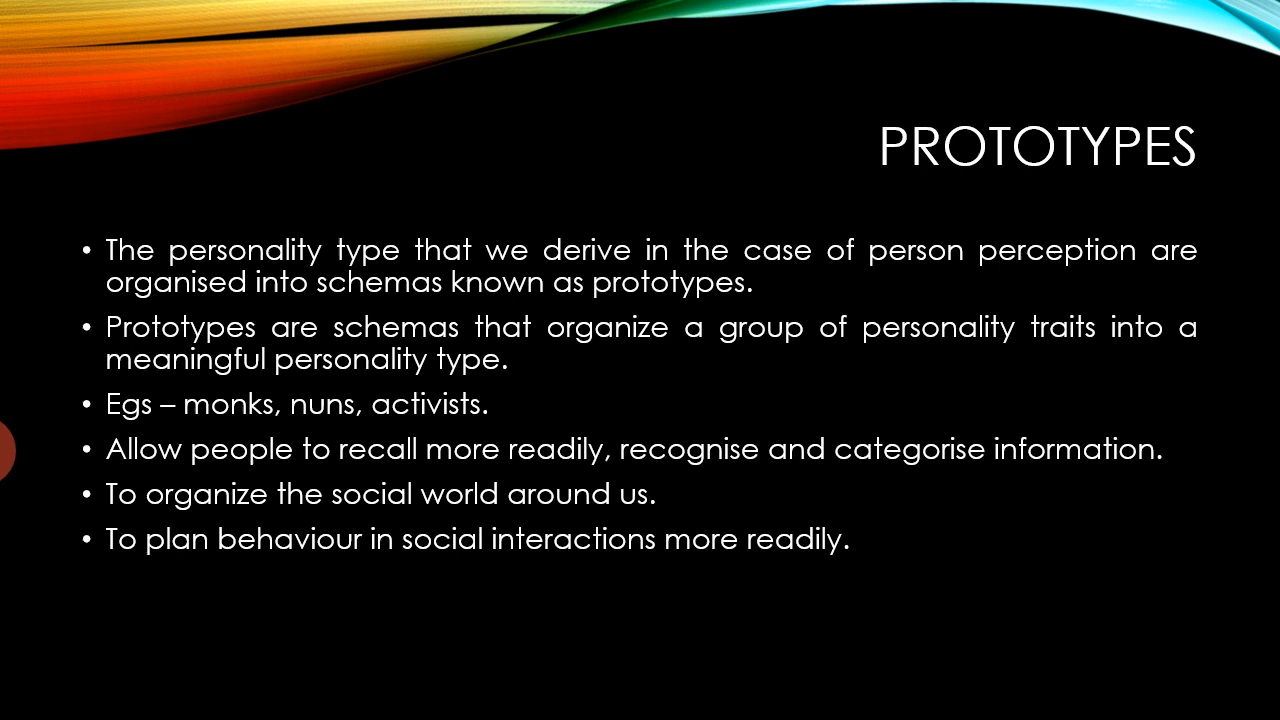 PROTOTYPES
• The personality type that we derive in the case of person perception are
organised into schemas known as prototypes.
• Prototypes are schemas that organize a group of personality traits into a
meaningful personality type.
• Egs – monks, nuns, activists.
• Allow people to recall more readily, recognise and categorise information.
• To organize the social world around us.
• To plan behaviour in social interactions more readily.